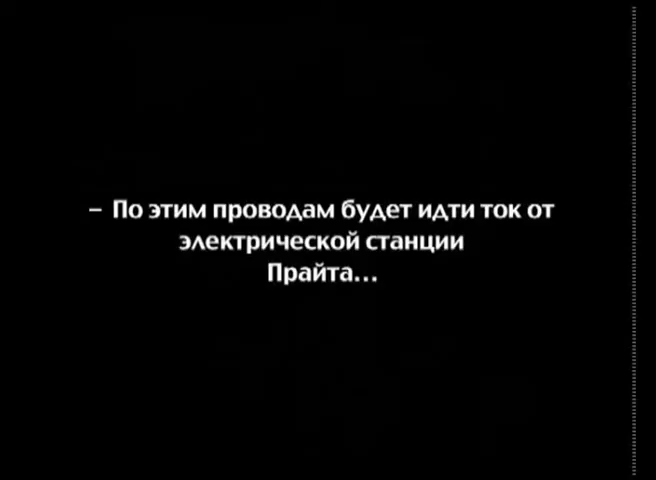 – По этим проводам будет идти ток от
электрической станции
Прайта...